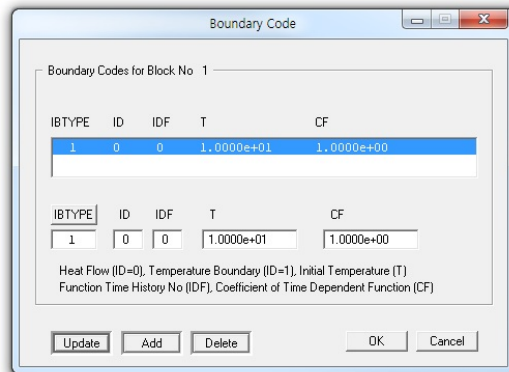 Boundary Code
Boundary Codes for Block No 1
IBTYPE ID IDF T CF
1 0 0 1.0000e+01 1.0000e+00
IBTYPE ID IDF T CF
1 0 0 1.0000e+01 1.0000e+00
Heat Flow (ID=0), Temperature Boundary (ID=1), Initial Temperature (T)
Function Time History No (IDF), Coefficient of Time Dependent Function (CF)
Update Add Delete OK Cancel